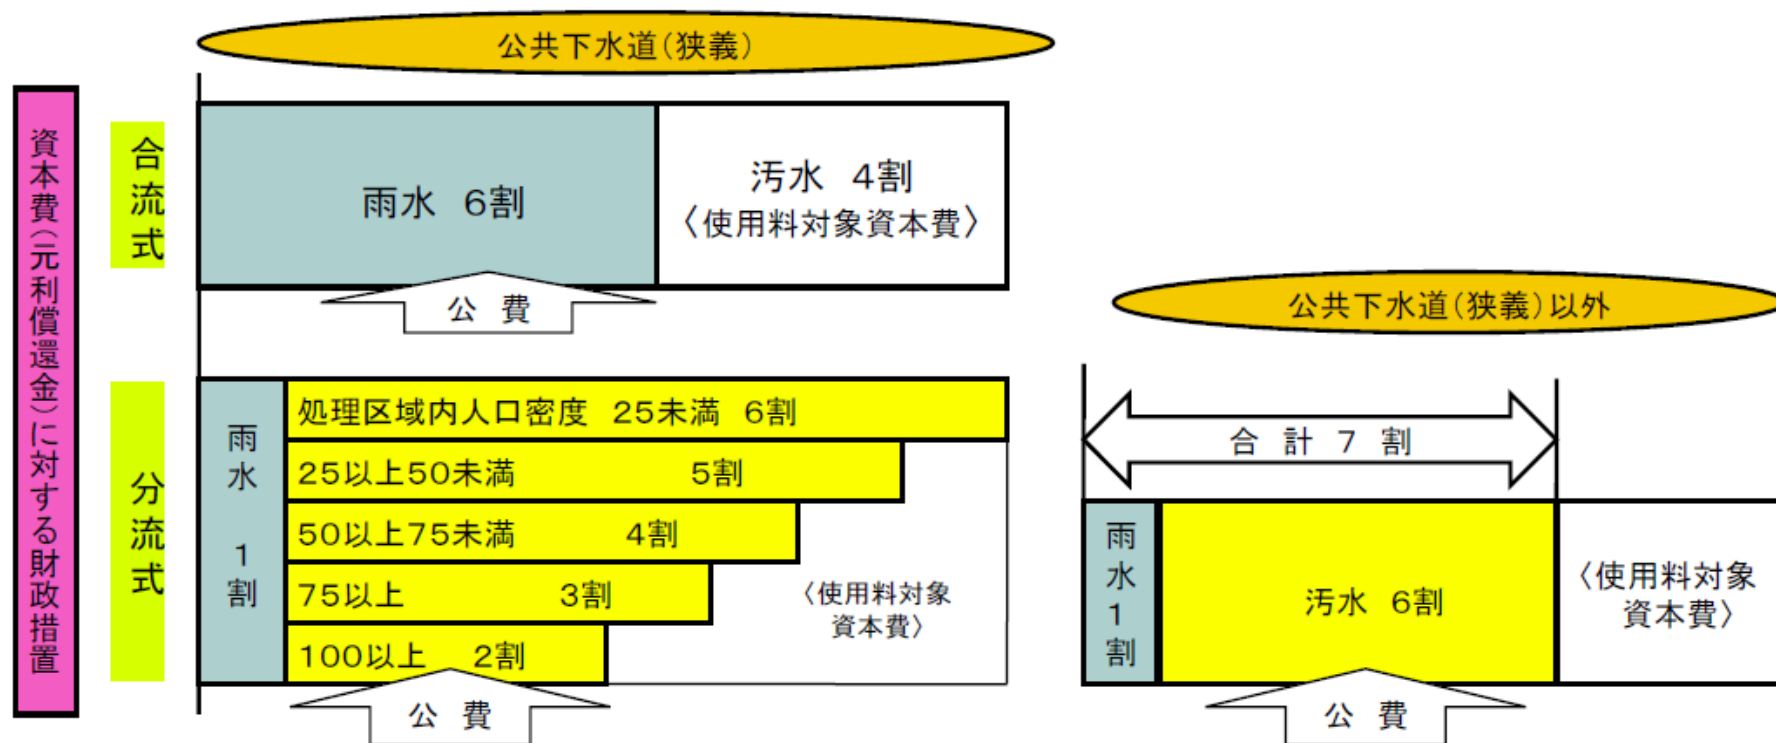 公共下水道(狭義)
資本費(元利償還金)に対する財政措置
合流式
雨水 6割
汚水 4割
〈使用料対象資本費〉
公 費
公共下水道(狭義)以外
分流式
雨水 1割
処理区域内人口密度 25未満 6割
25以上50未満 5割
50以上75未満 4割
75以上 3割
100以上 2割
〈使用料対象
資本費〉
公 費
合 計 7 割
雨水1割
汚水 6割
〈使用料対象
資本費〉
公 費